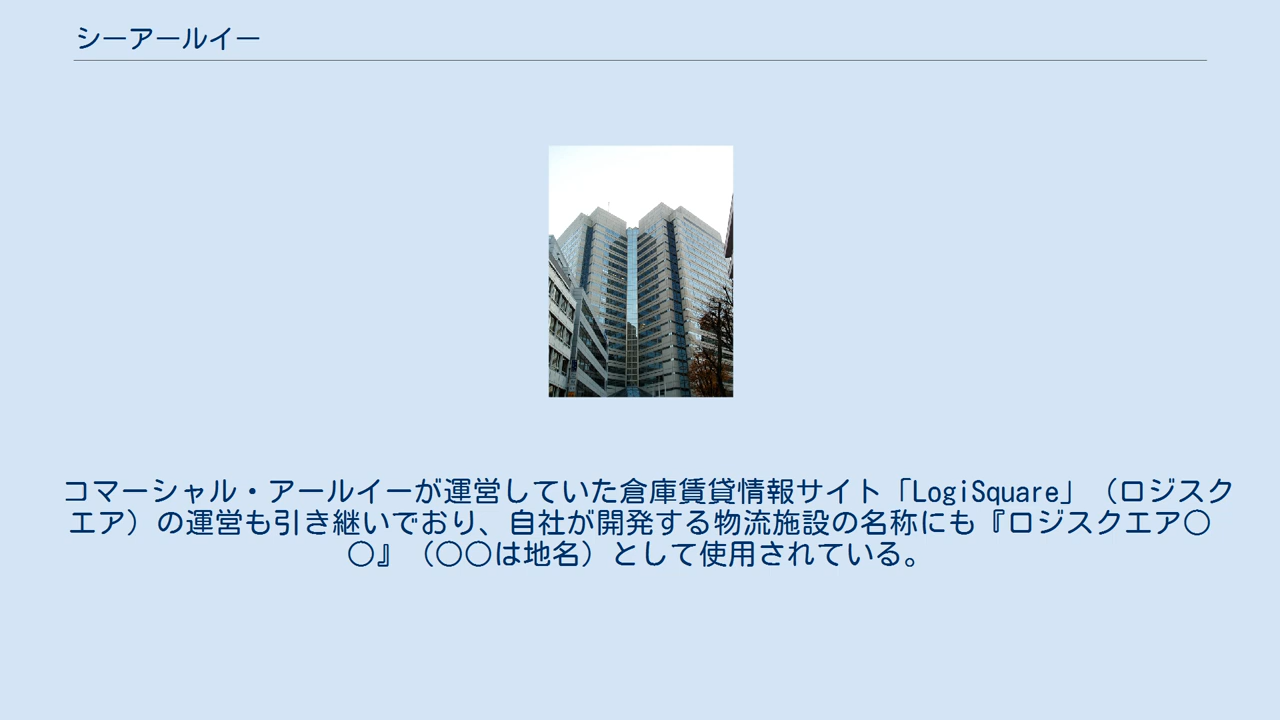 シーアールイー
コマーシャル・アールイーが運営していた倉庫賃貸情報サイト「LogiSquare」（ロジスク
エア）の運営も引き継いでおり、自社が開発する物流施設の名称にも『ロジスクエア〇
〇』（〇〇は地名）として使用されている。